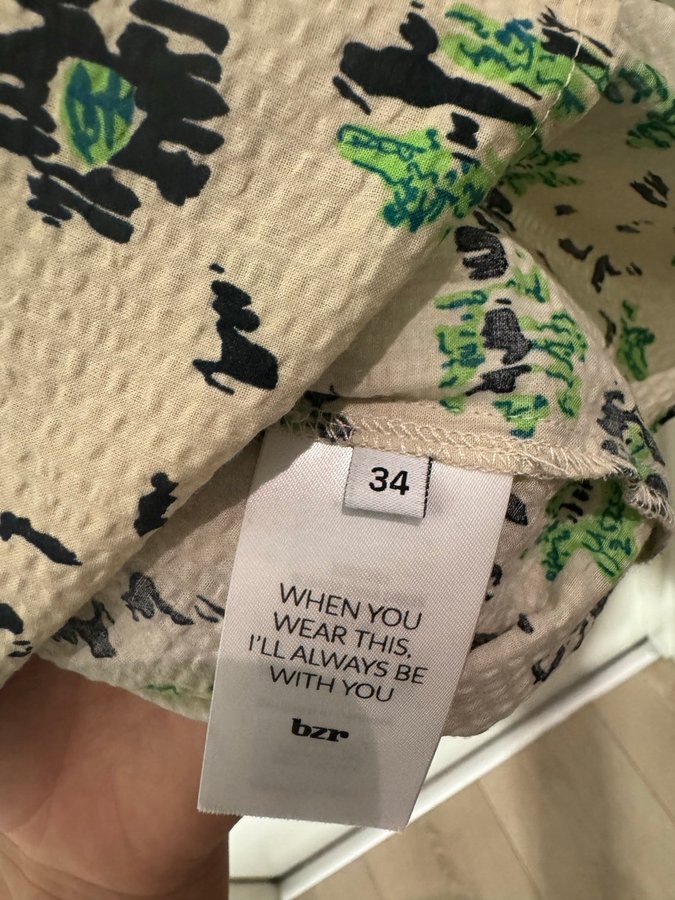 34
WHEN YOU
WEAR THIS,
I'LL ALWAYS BE
WITH YOU
bzr